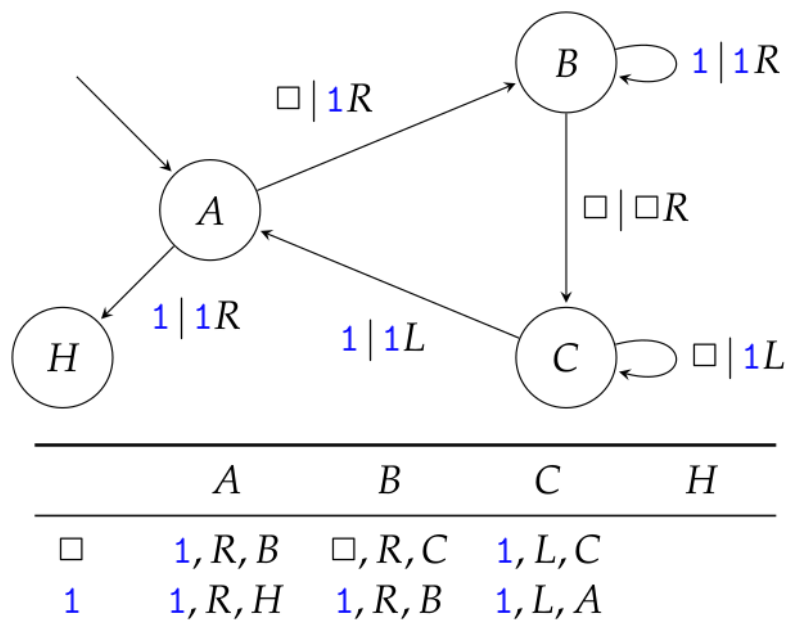 B
1 | 1R
□ | 1R
A
□ | □R
1 | 1R
1 | 1L
H
C
□ | 1L
A B C H
□ 1, R, B □, R, C 1, L, C
1 1, R, H 1, R, B 1, L, A